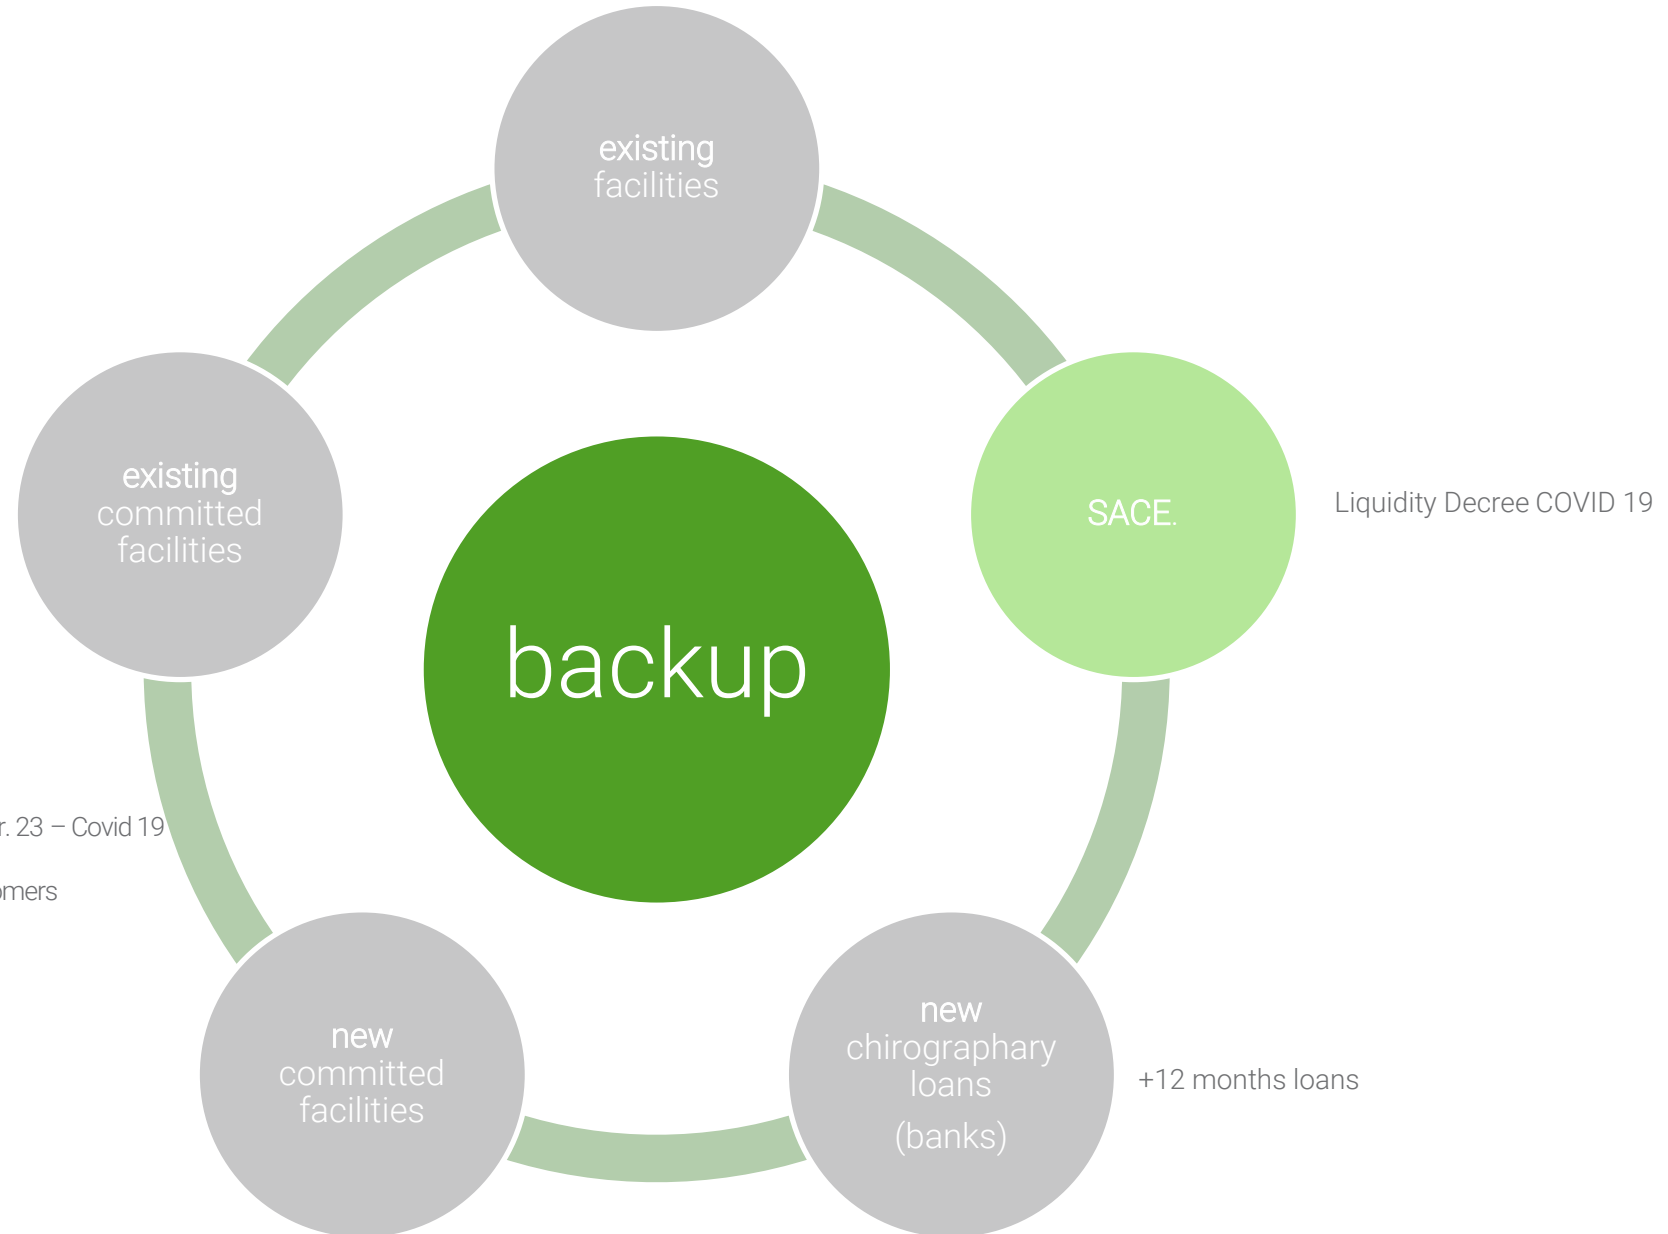 existing
facilities
existing
committed
facilities
SACE.
Liquidity Decree COVID 19
backup
23 – Covid 19
new
committed
facilities
new
chirographary
loans
(banks)
+12 months loans